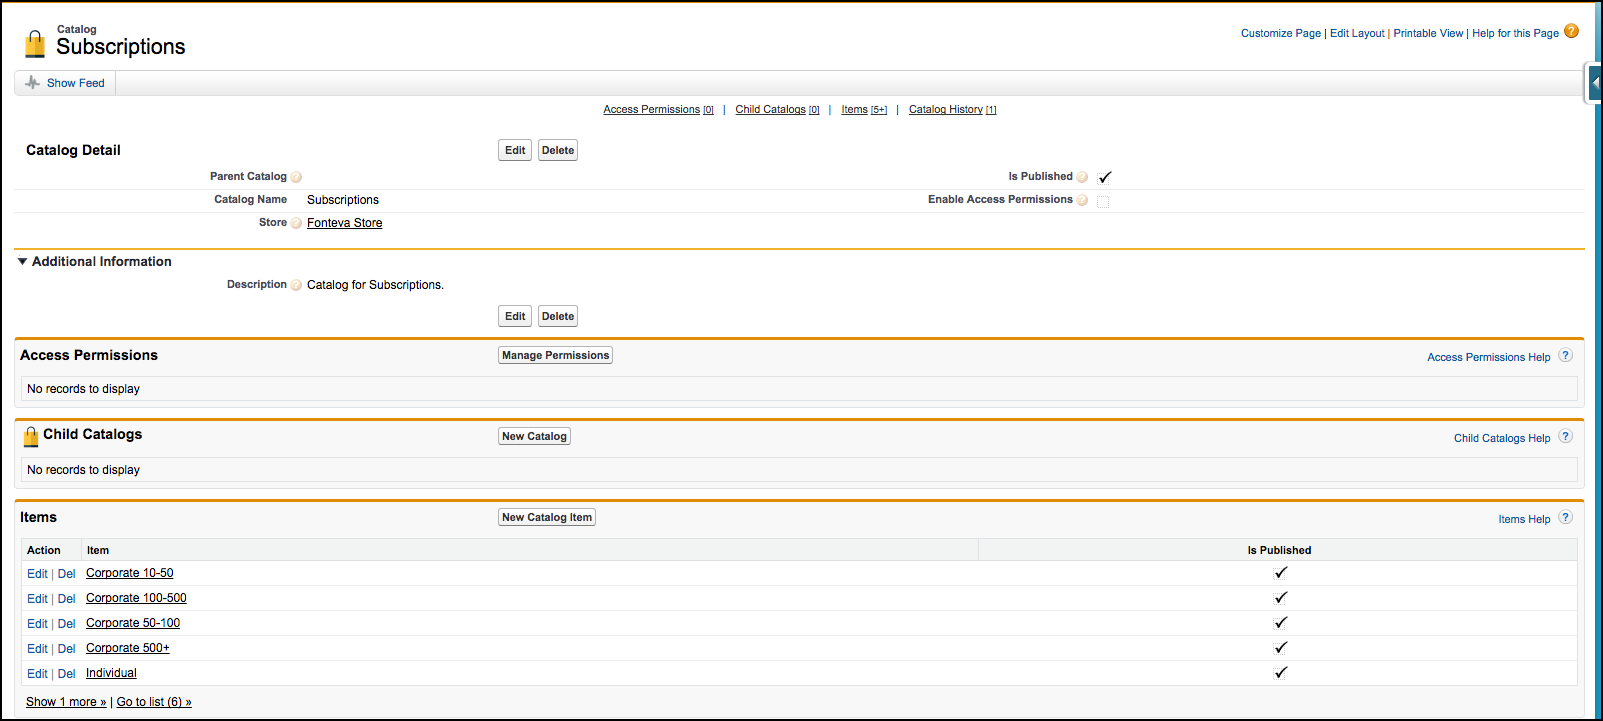 Catalog
Subscriptions
Customize Page | Edit Layout | Printable View | Help for this Page ?
Show Feed
Access Permissions [0] | Child Catalogs [0] | Items [5+] | Catalog History [1]
Catalog Detail Edit Delete
Parent Catalog ? Is Published ?
Catalog Name Subscriptions Enable Access Permissions ?
Store ? Fonteva Store
Additional Information
Description ? Catalog for Subscriptions.
Edit Delete
Access Permissions Manage Permissions Access Permissions Help ?
No records to display
Child Catalogs New Catalog Child Catalogs Help ?
No records to display
Items New Catalog Item Items Help ?
Action Item Is Published
Edit | Del Corporate 10-50
Edit | Del Corporate 100-500
Edit | Del Corporate 50-100
Edit | Del Corporate 500+
Edit | Del Individual
Show 1 more » | Go to list (6) »